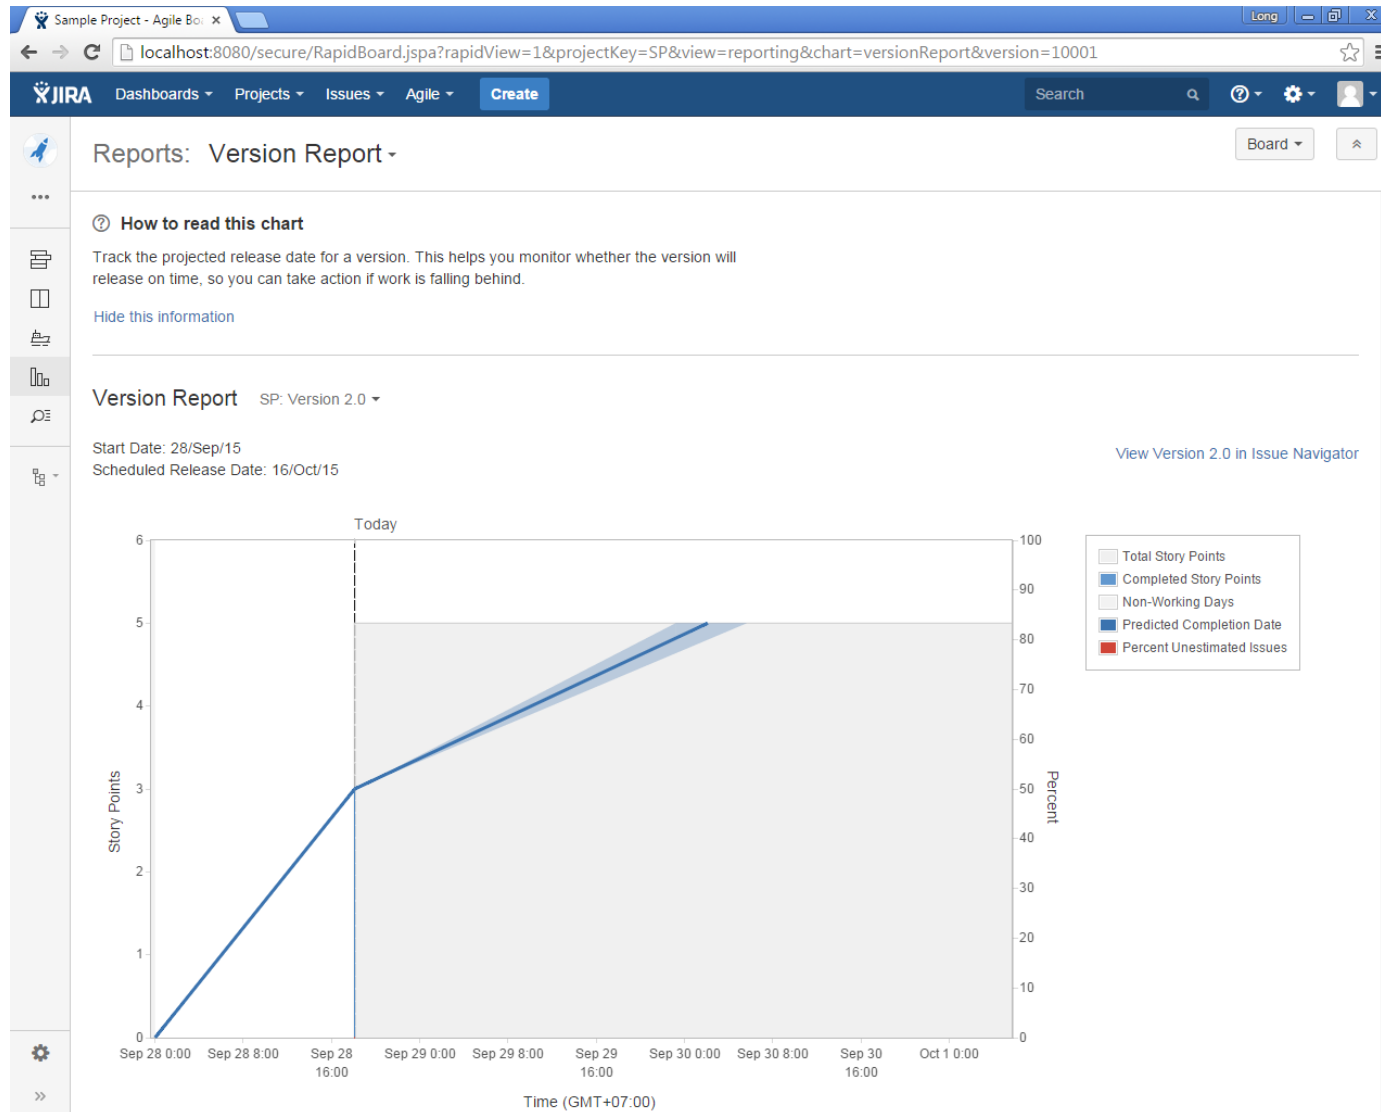 Sample Project - Agile Bo
Long
localhost:8080/secure/RapidBoard.jspa?rapidView=1&projectKey=SP&view=reporting&chart=versionReport&version=10001
JIRA Dashboards Projects Issues Agile Create Search
Reports: Version Report
Board
How to read this chart
Track the projected release date for a version. This helps you monitor whether the version will
release on time, so you can take action if work is falling behind.
Hide this information
Version Report SP: Version 2.0
Start Date: 28/Sep/15
Scheduled Release Date: 16/Oct/15
View Version 2.0 in Issue Navigator
Today
6
5
4
3
2
1
0
Story Points
100
90
80
70
60
50
40
30
20
10
0
Percent
Total Story Points
Completed Story Points
Non-Working Days
Predicted Completion Date
Percent Unestimated Issues
Sep 28 0:00 Sep 28 8:00 Sep 28 16:00 Sep 29 0:00 Sep 29 8:00 Sep 29 16:00 Sep 30 0:00 Sep 30 8:00 Sep 30 16:00 Oct 1 0:00
Time (GMT+07:00)